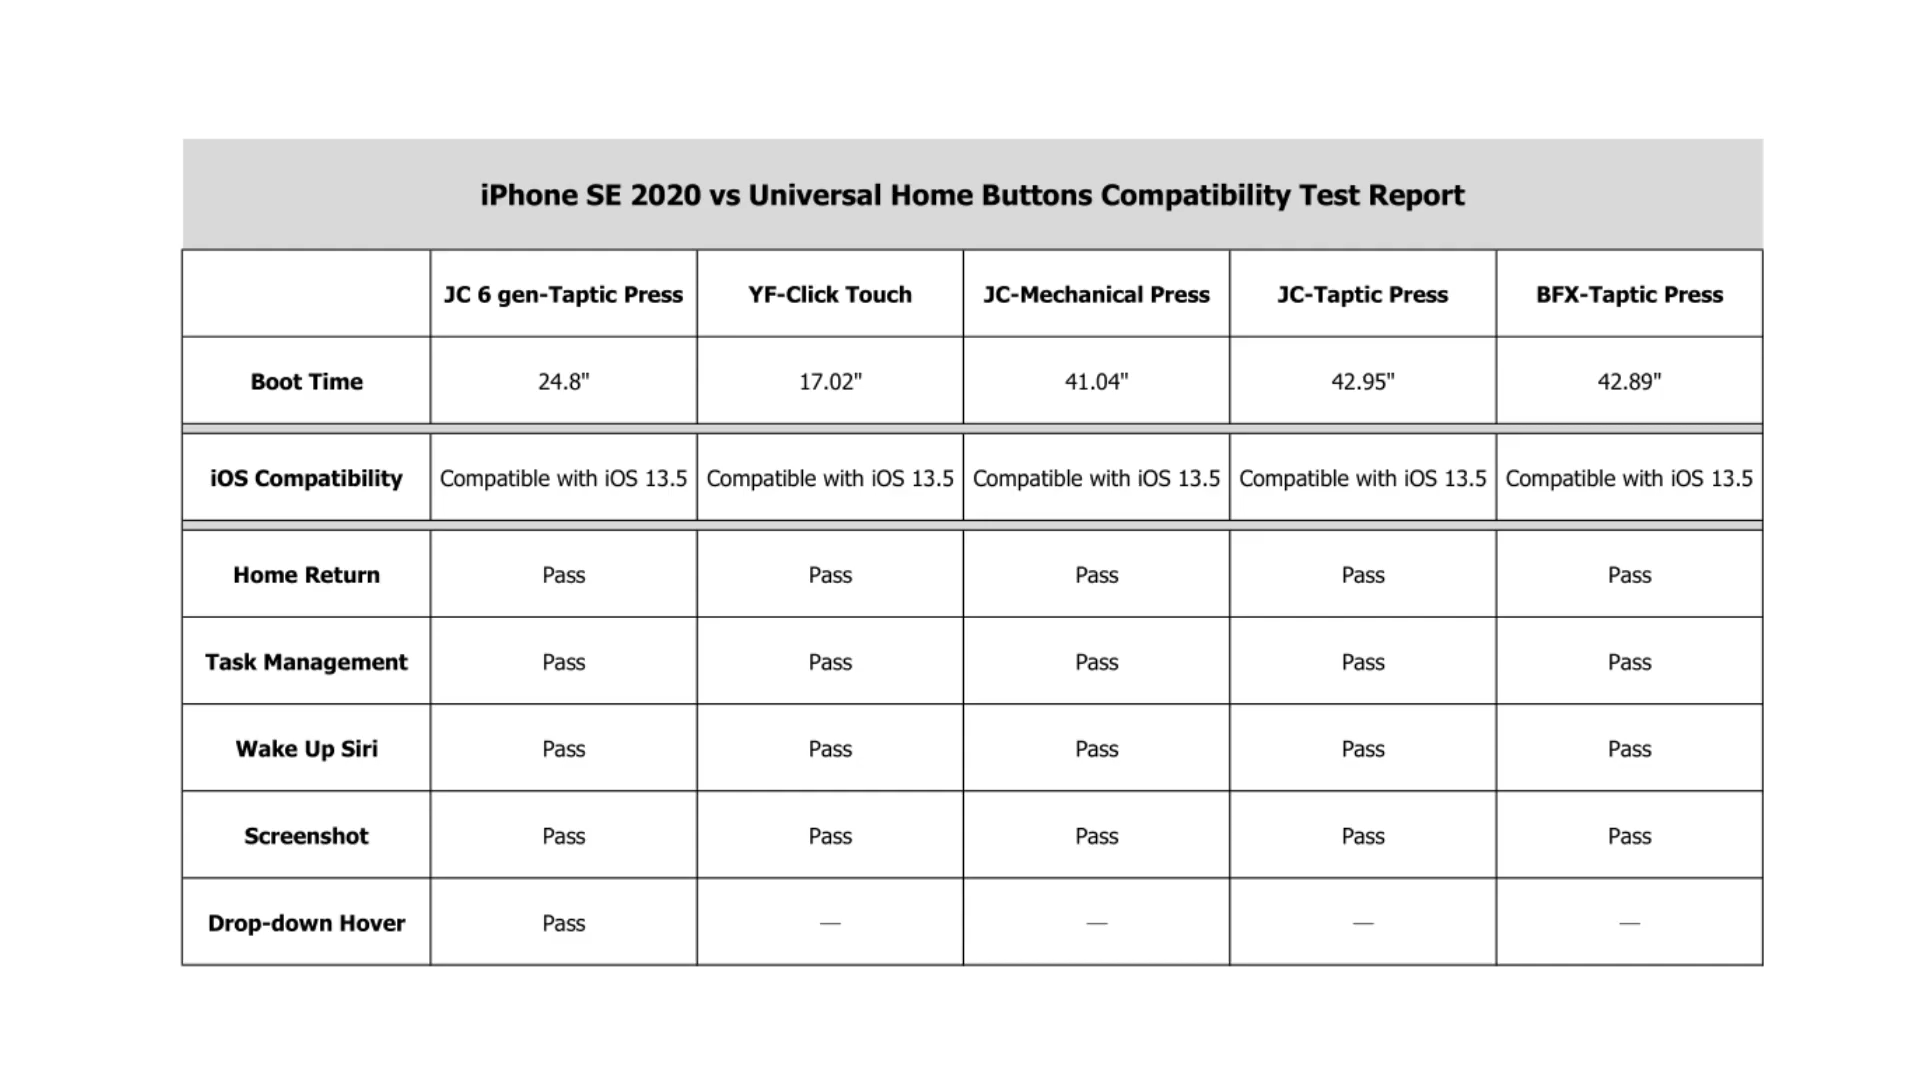 iPhone SE 2020 vs Universal Home Buttons Compatibility Test Report
JC 6 gen-Taptic Press YF-Click Touch JC-Mechanical Press JC-Taptic Press BFX-Taptic Press
Boot Time 24.8" 17.02" 41.04" 42.95" 42.89"
iOS Compatibility Compatible with iOS 13.5 Compatible with iOS 13.5 Compatible with iOS 13.5 Compatible with iOS 13.5 Compatible with iOS 13.5
Home Return Pass Pass Pass Pass Pass
Task Management Pass Pass Pass Pass Pass
Wake Up Siri Pass Pass Pass Pass Pass
Screenshot Pass Pass Pass Pass Pass
Drop-down Hover Pass — — — —